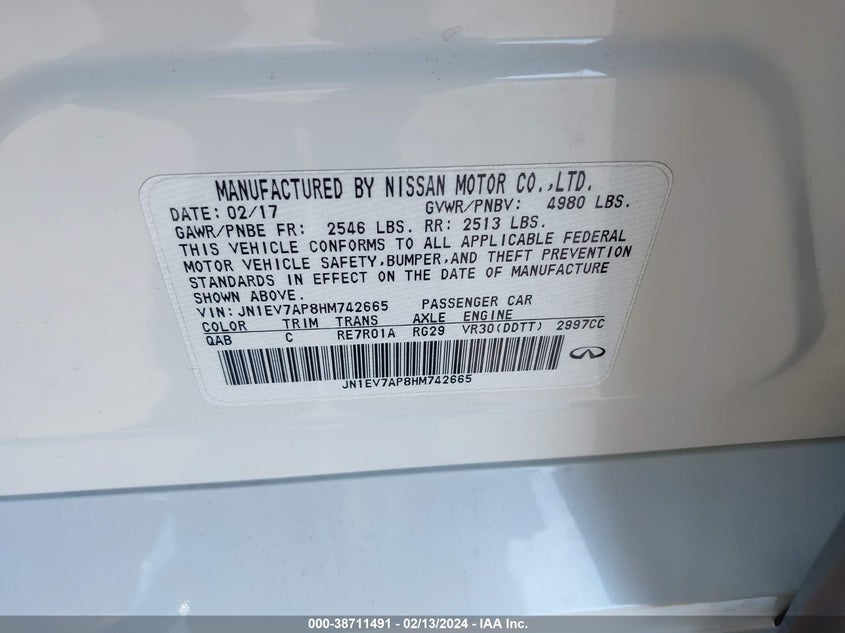 MANUFACTURED BY NISSAN MOTOR CO.,LTD.
DATE: 02/17 GVWR/PNBV: 4980 LBS.
GAWR/PNBE FR: 2546 LBS. RR: 2513 LBS.
THIS VEHICLE CONFORMS TO ALL APPLICABLE FEDERAL
MOTOR VEHICLE SAFETY,BUMPER,AND THEFT PREVENTION
STANDARDS IN EFFECT ON THE DATE OF MANUFACTURE
SHOWN ABOVE.
VIN: JN1EV7AP8HM742665 PASSENGER CAR
COLOR TRIM TRANS AXLE ENGINE
QAB C RE7R01A RG29 VR30(DDTT) 2997CC
JN1EV7AP8HM742665
000-38711491 - 02/13/2024 - IAA Inc.